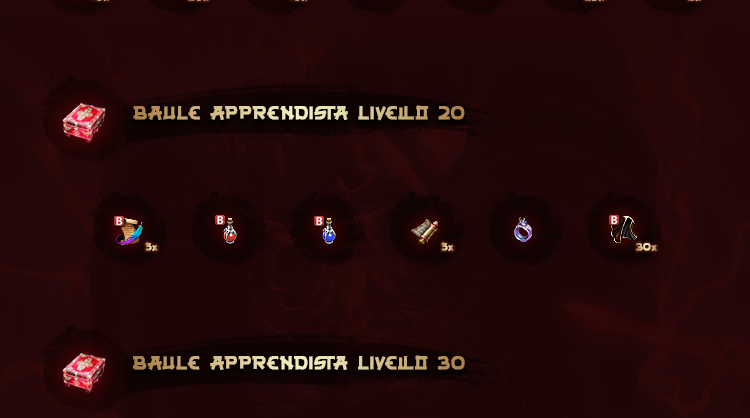 BAULE APPRENDISTA LIVELLO 20
B
5x
B
B
5x
B
30x
BAULE APPRENDISTA LIVELLO 30